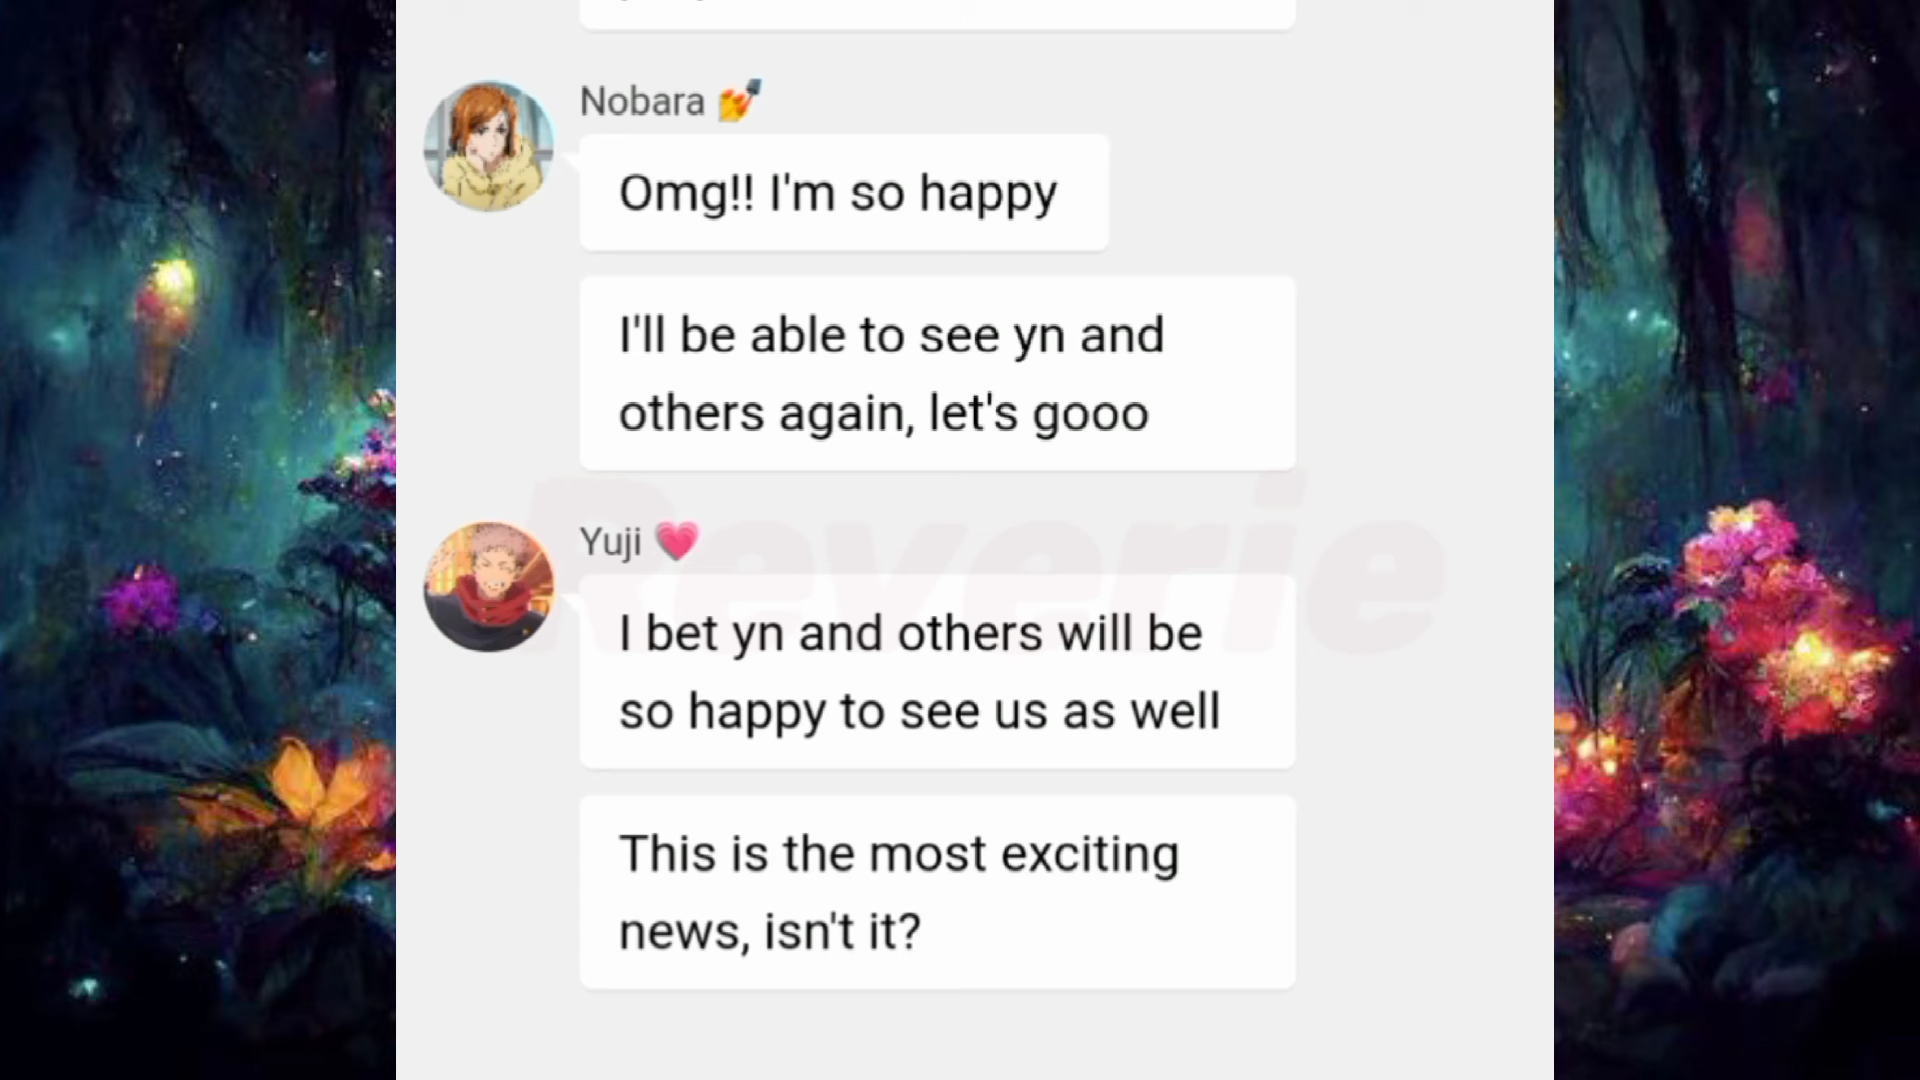 Nobara 💅
Omg!! I'm so happy
I'll be able to see yn and
others again, let's gooo
Reverie
Yuji 💗
I bet yn and others will be
so happy to see us as well
This is the most exciting
news, isn't it?